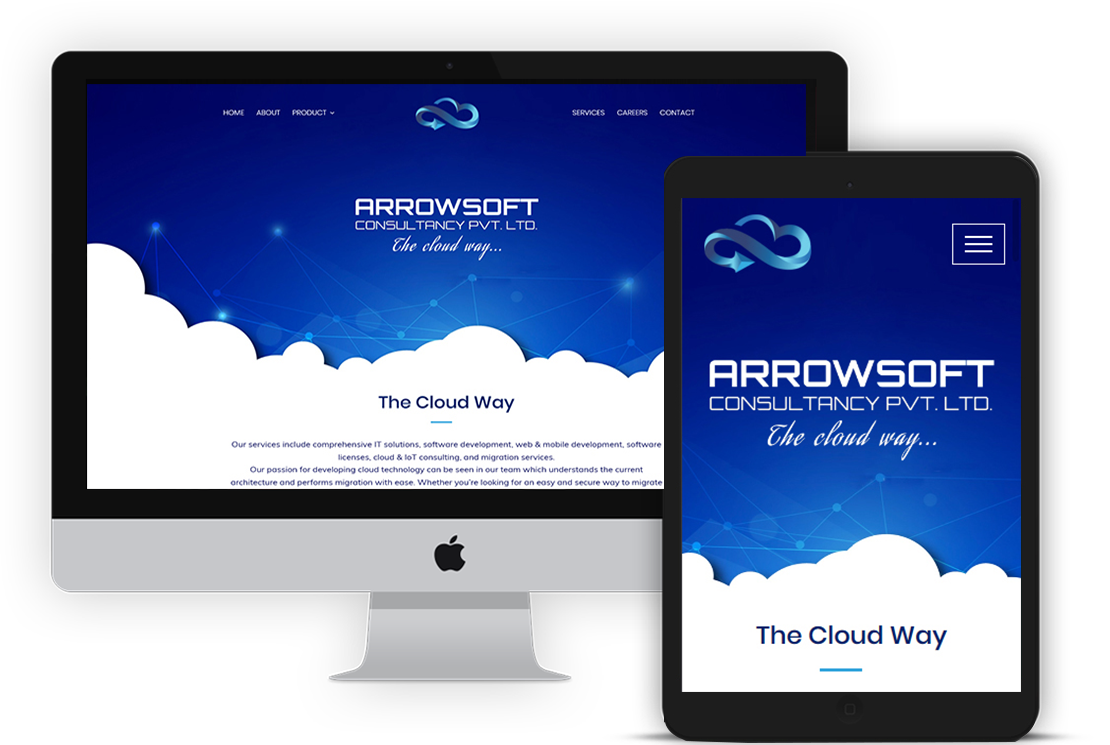 HOME ABOUT PRODUCT SERVICES CAREERS CONTACT
ARROWSOFT
CONSULTANCY PVT. LTD.
The cloud way...
The Cloud Way
Our services include comprehensive IT solutions, software development, web & mobile development, software
licenses, cloud & IoT consulting, and migration services.
Our passion for developing cloud technology can be seen in our team which understands the current
architecture and performs migration with ease. Whether you're looking for an easy and secure way to migrate
ARROWSOFT
CONSULTANCY PVT. LTD.
The cloud way...
The Cloud Way